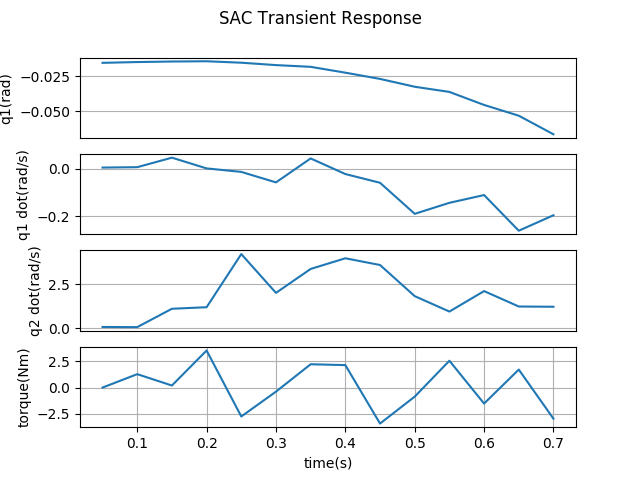 SAC Transient Response
q1(rad)
−0.025
−0.050
q1 dot(rad/s)
0.0
−0.2
q2 dot(rad/s)
2.5
0.0
torque(Nm)
2.5
0.0
−2.5
0.1 0.2 0.3 0.4 0.5 0.6 0.7
time(s)